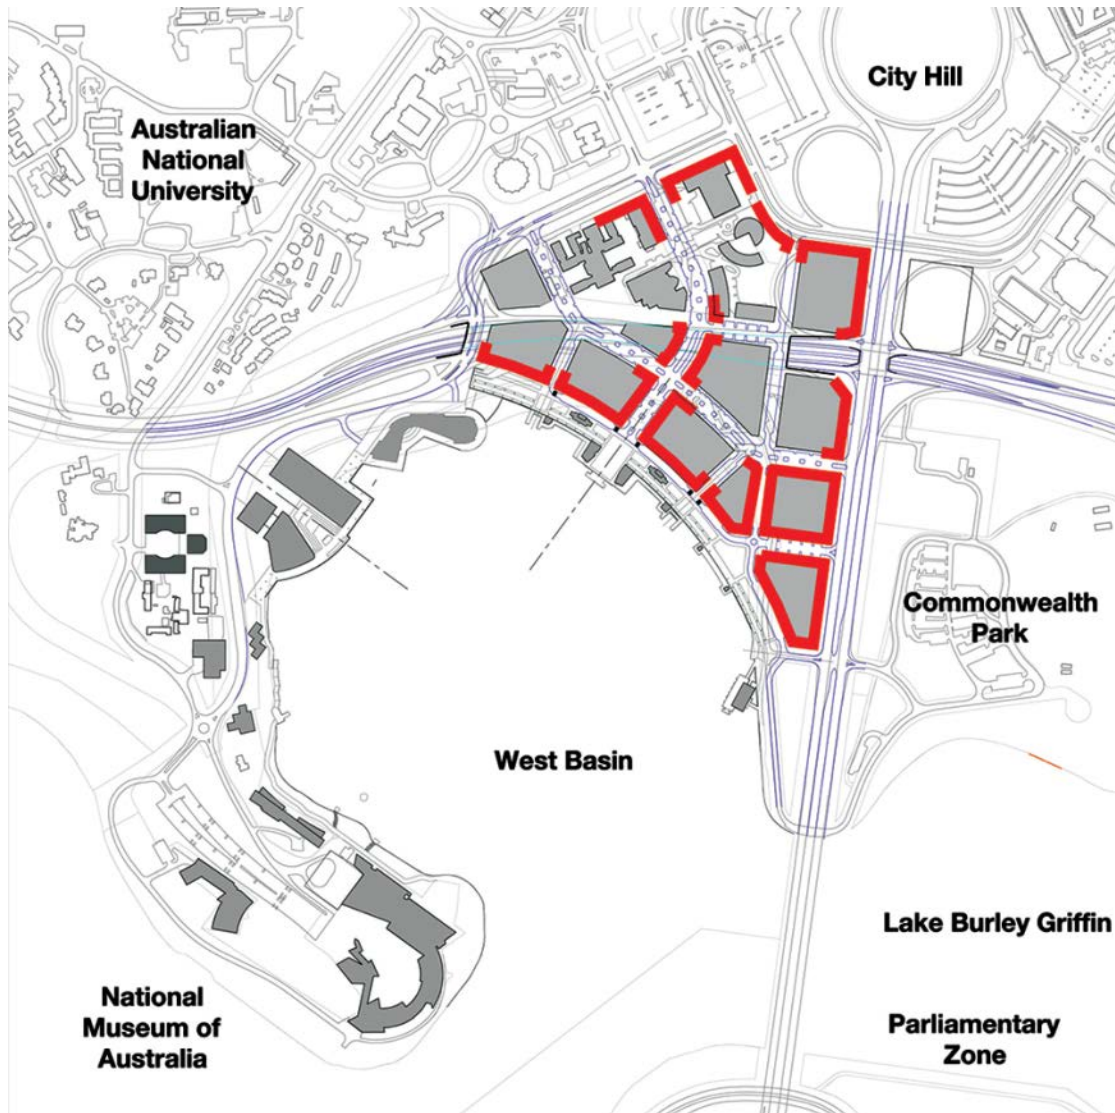 City Hill
Australian
National
University
Commonwealth
Park
West Basin
Lake Burley Griffin
National
Museum of
Australia
Parliamentary
Zone